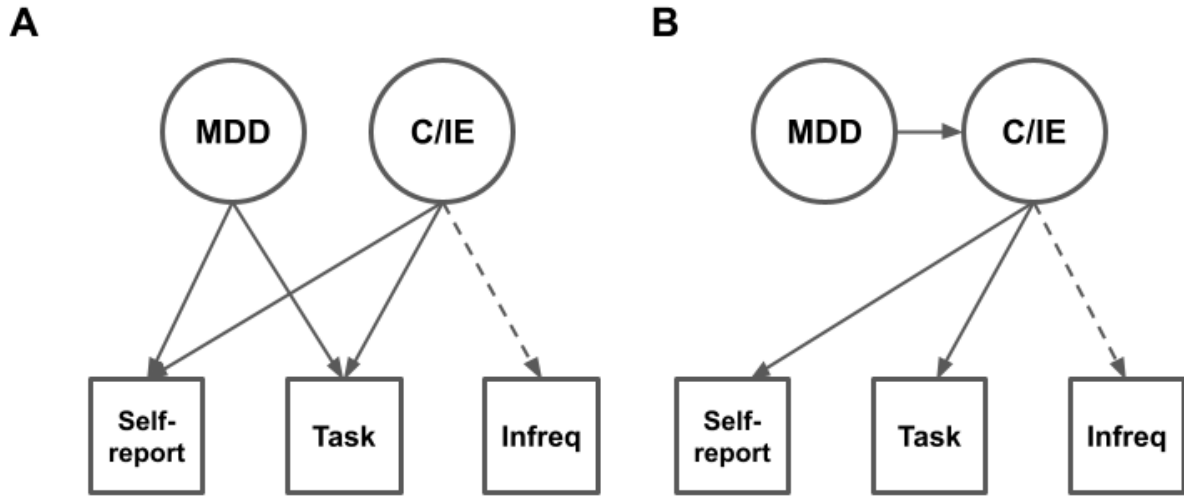 A
B
MDD
C/IE
MDD
C/IE
Self-
report
Task
Infreq
Self-
report
Task
Infreq